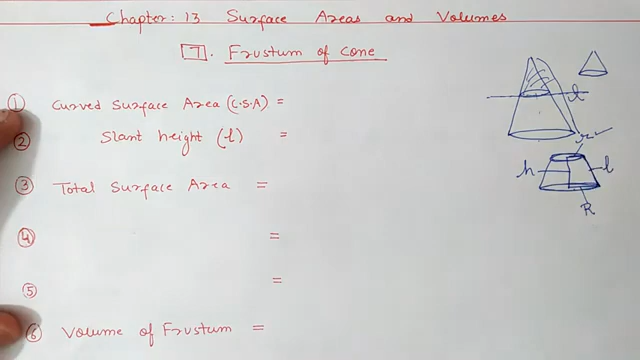 Chapter: 13 Surface Areas and Volumes
7. Frustum of Cone
① Curved Surface Area (C.S.A) =
② Slant height (l) =
③ Total Surface Area =
④ =
⑤ =
⑥ Volume of Frustum =
l
r
h l
R